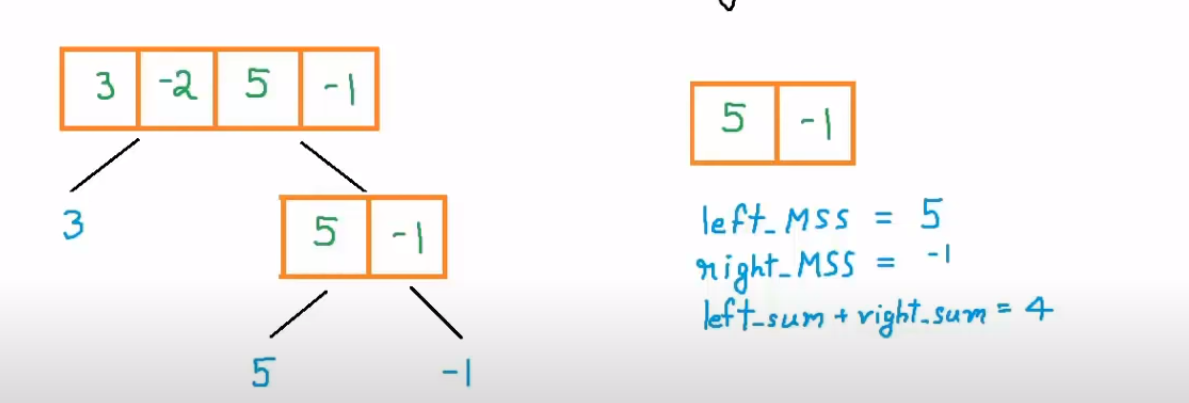 3 -2 5 -1
3
5 -1
5 -1
5 -1
left_MSS = 5
right_MSS = -1
left_sum + right_sum = 4